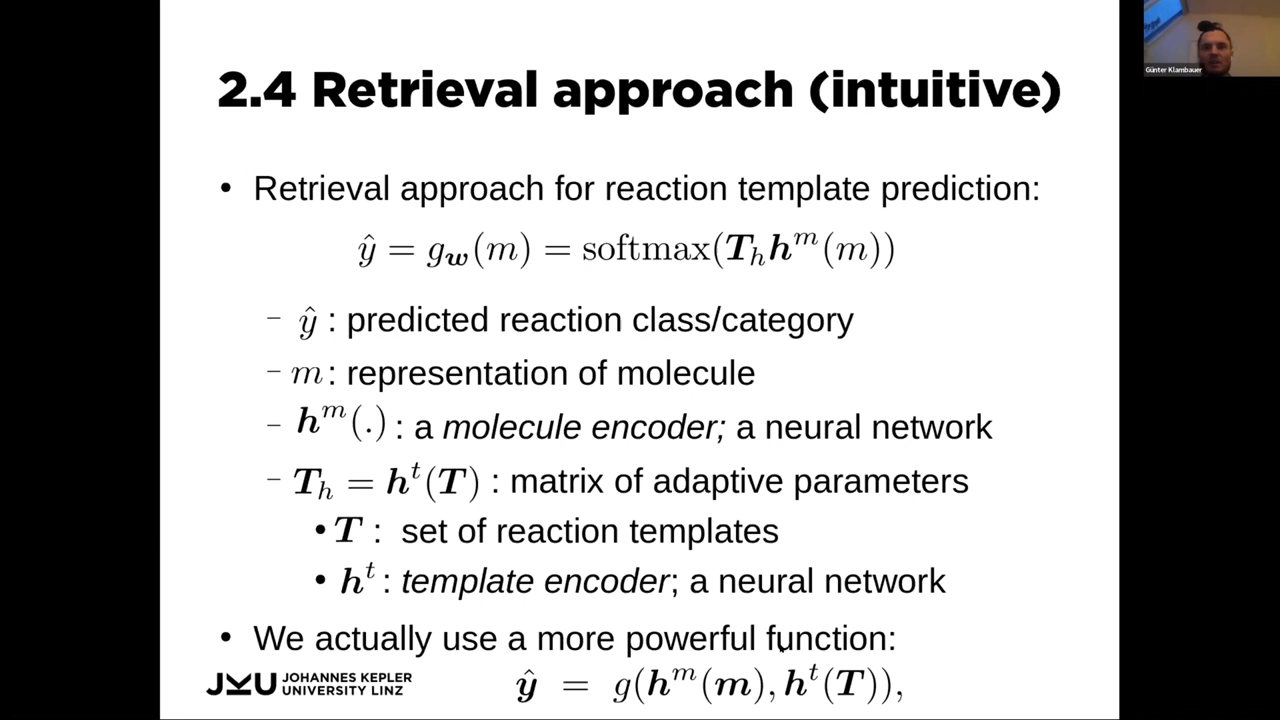 Günter Klambauer
2.4 Retrieval approach (intuitive)
• Retrieval approach for reaction template prediction:
ŷ = g_w(m) = softmax(T_h h^m(m))
– ŷ : predicted reaction class/category
– m : representation of molecule
– h^m(.) : a molecule encoder; a neural network
– T_h = h^t(T) : matrix of adaptive parameters
• T : set of reaction templates
• h^t : template encoder; a neural network
• We actually use a more powerful function:
ŷ = g(h^m(m), h^t(T)),
JKU JOHANNES KEPLER
UNIVERSITY LINZ